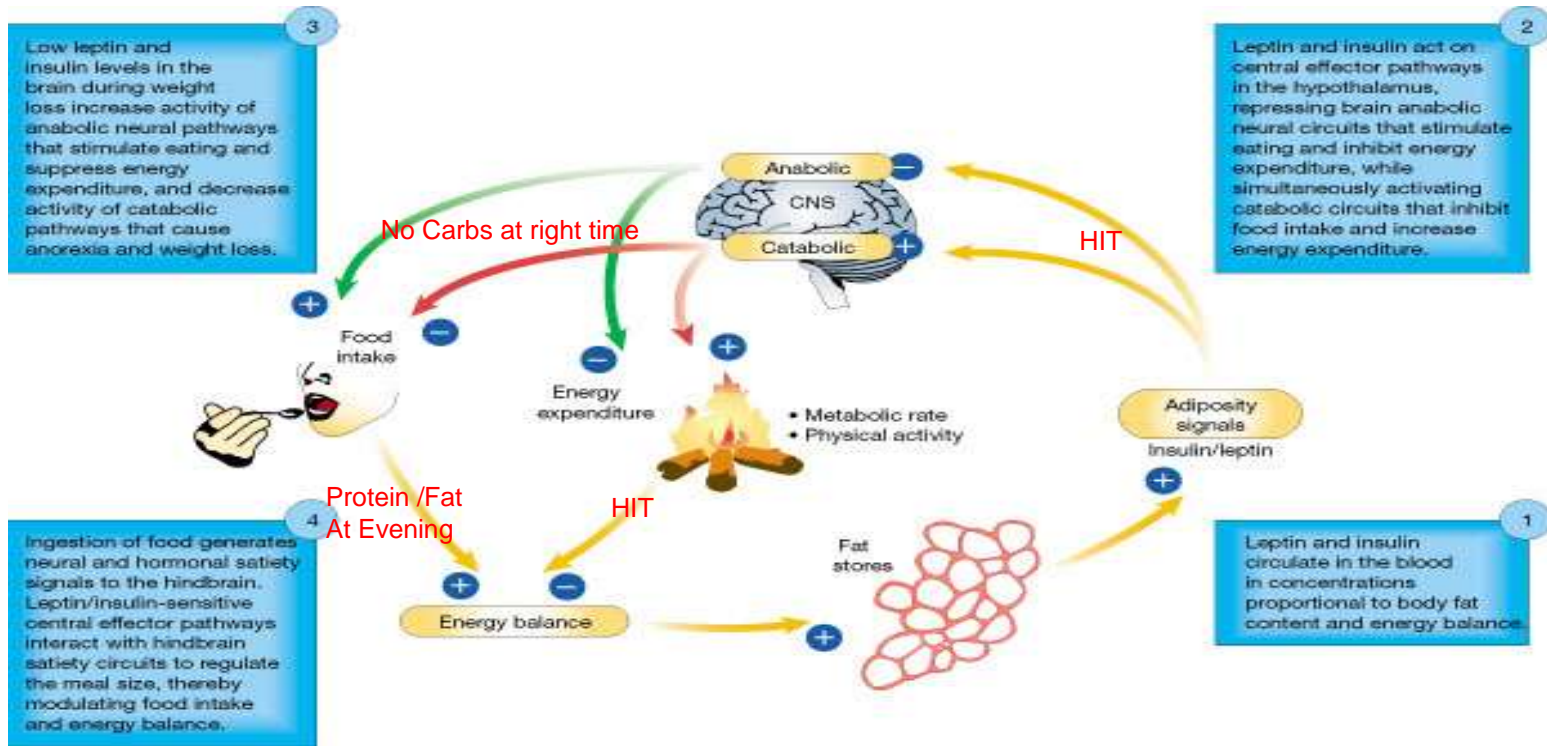 3
Low leptin and
insulin levels in the
brain during weight
loss increase activity of
anabolic neural pathways
that stimulate eating and
suppress energy
expenditure, and decrease
activity of catabolic
pathways that cause
anorexia and weight loss.
2
Leptin and insulin act on
central effector pathways
in the hypothalamus,
repressing brain anabolic
neural circuits that stimulate
eating and inhibit energy
expenditure, while
simultaneously activating
catabolic circuits that inhibit
food intake and increase
energy expenditure.
Anabolic
−
CNS
Catabolic
+
No Carbs at right time
HIT
+
Food
intake
−
−
Energy
expenditure
+
• Metabolic rate
• Physical activity
Adiposity
signals
Insulin/leptin
+
Protein /Fat
At Evening
HIT
4
Ingestion of food generates
neural and hormonal satiety
signals to the hindbrain.
Leptin/insulin-sensitive
central effector pathways
interact with hindbrain
satiety circuits to regulate
the meal size, thereby
modulating food intake
and energy balance.
+
−
Energy balance
+
Fat
stores
1
Leptin and insulin
circulate in the blood
in concentrations
proportional to body fat
content and energy balance.